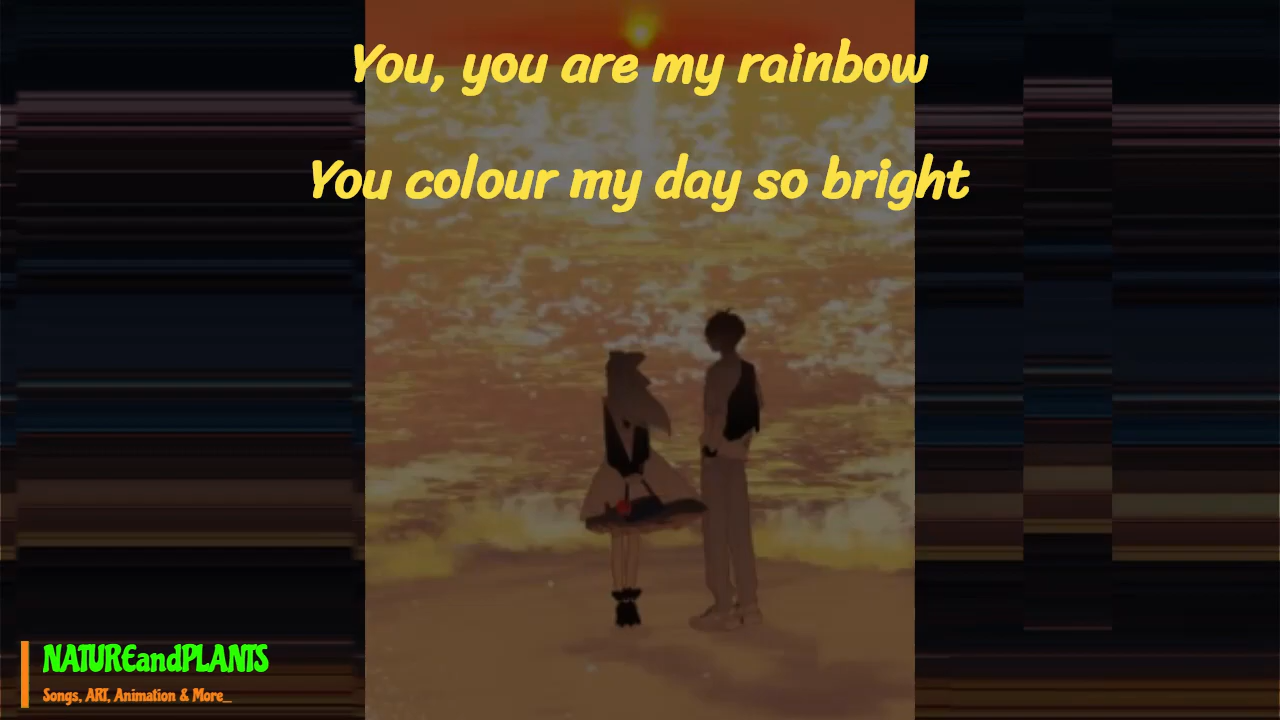 You, you are my rainbow
You colour my day so bright
NATUREandPLANTS
Songs, ART, Animation & More_